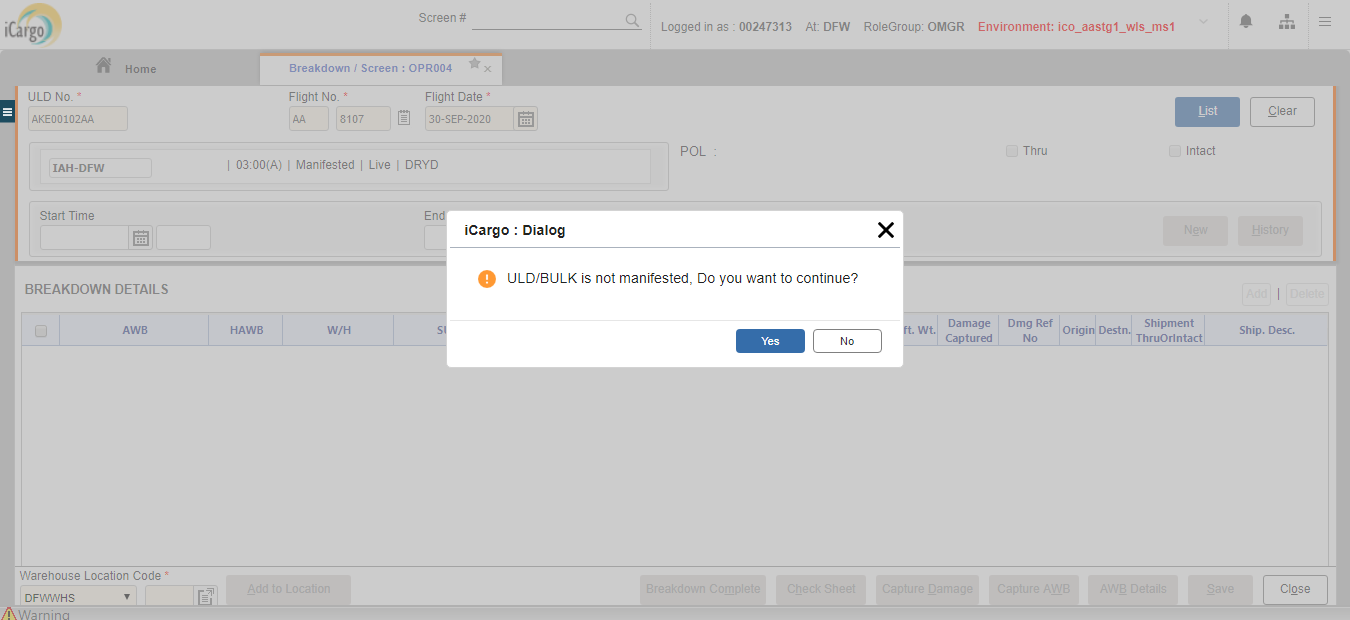 iCargo
Screen #
Logged in as : 00247313 At: DFW RoleGroup: OMGR Environment: ico_aastg1_wls_ms1
Home
Breakdown / Screen : OPR004
ULD No. *
Flight No. *
Flight Date *
AKE00102AA
AA
8107
30-SEP-2020
List
Clear
IAH-DFW
| 03:00(A) | Manifested | Live | DRYD
POL :
Thru
Intact
Start Time
End
New
History
iCargo : Dialog
ULD/BULK is not manifested, Do you want to continue?
Yes
No
BREAKDOWN DETAILS
Add | Delete
AWB
HAWB
W/H
ft. Wt.
Damage
Captured
Dmg Ref
No
Origin
Destn.
Shipment
ThruOrIntact
Ship. Desc.
Warehouse Location Code *
DFWWHS
Add to Location
Breakdown Complete
Check Sheet
Capture Damage
Capture AWB
AWB Details
Save
Close
Warning